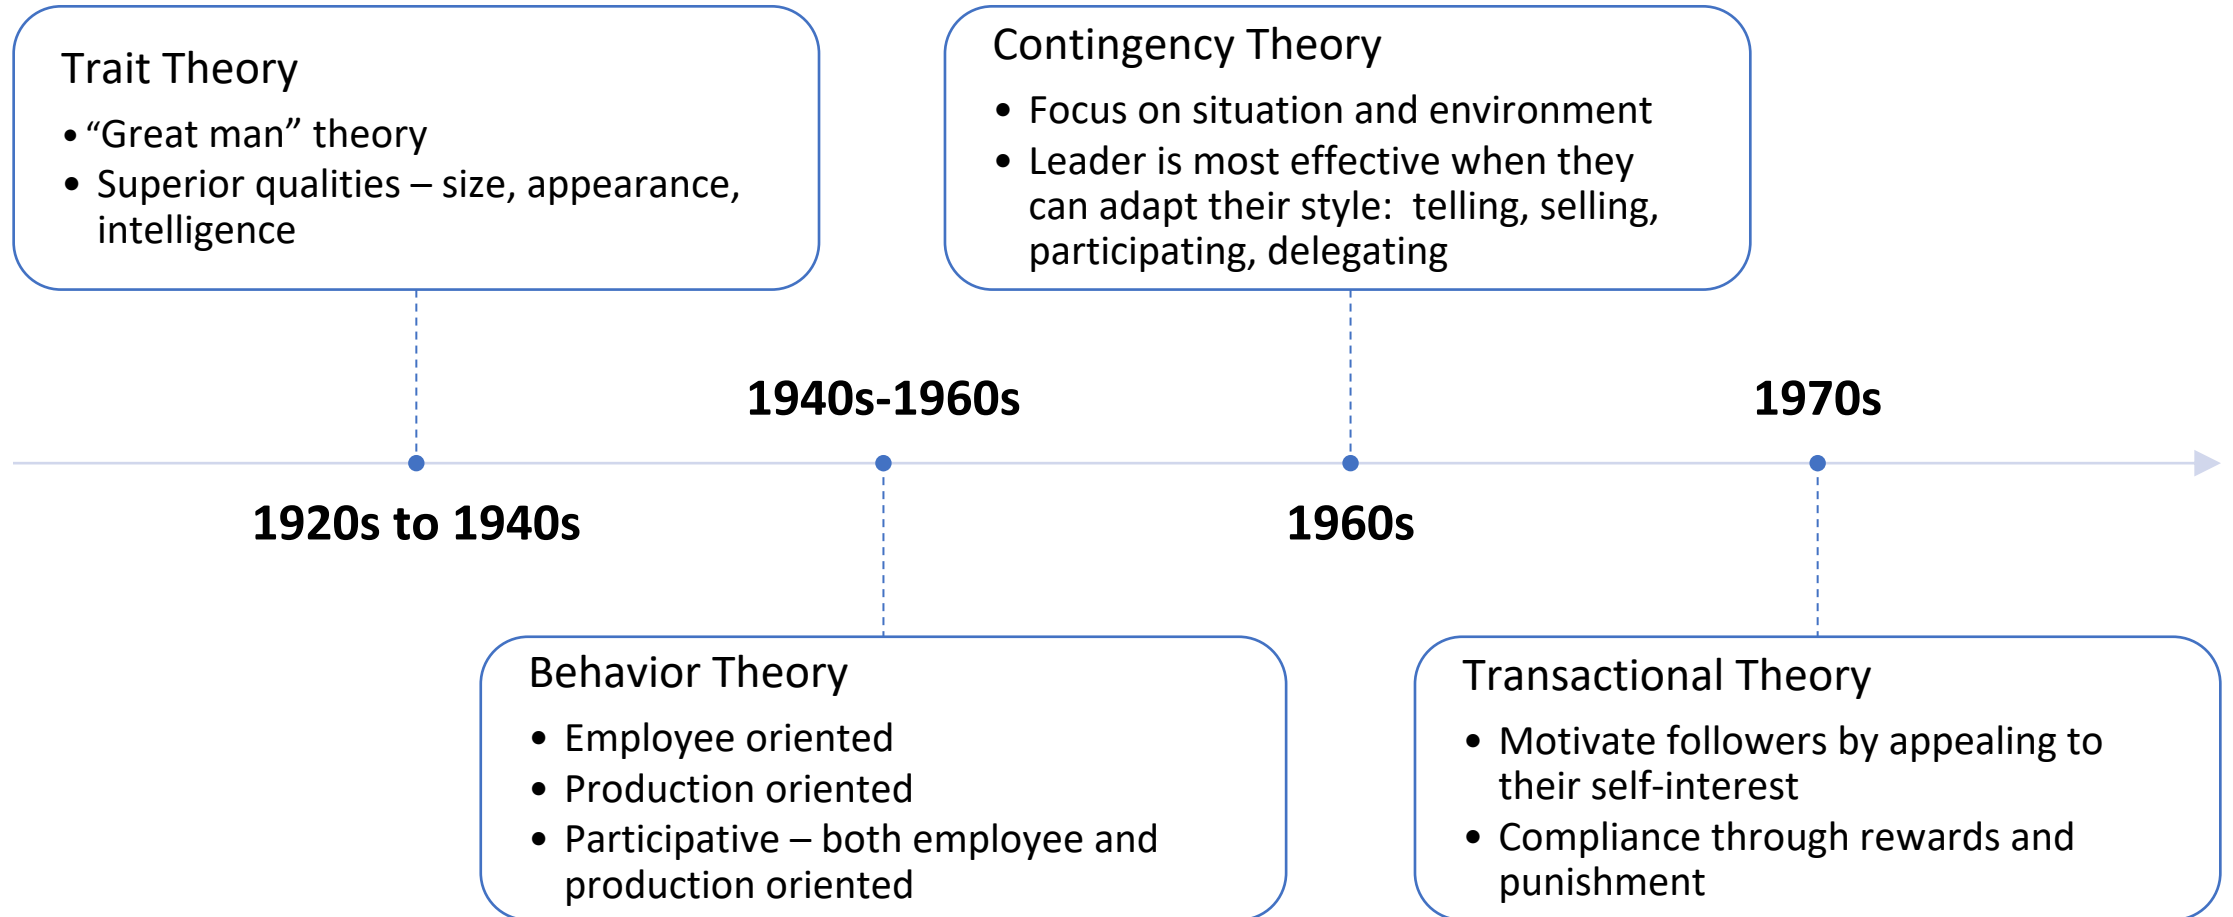 Trait Theory
• “Great man” theory
• Superior qualities – size, appearance,
intelligence
1920s to 1940s
1940s-1960s
Behavior Theory
• Employee oriented
• Production oriented
• Participative – both employee and
production oriented
Contingency Theory
• Focus on situation and environment
• Leader is most effective when they
can adapt their style:  telling, selling,
participating, delegating
1960s
1970s
Transactional Theory
• Motivate followers by appealing to
their self-interest
• Compliance through rewards and
punishment